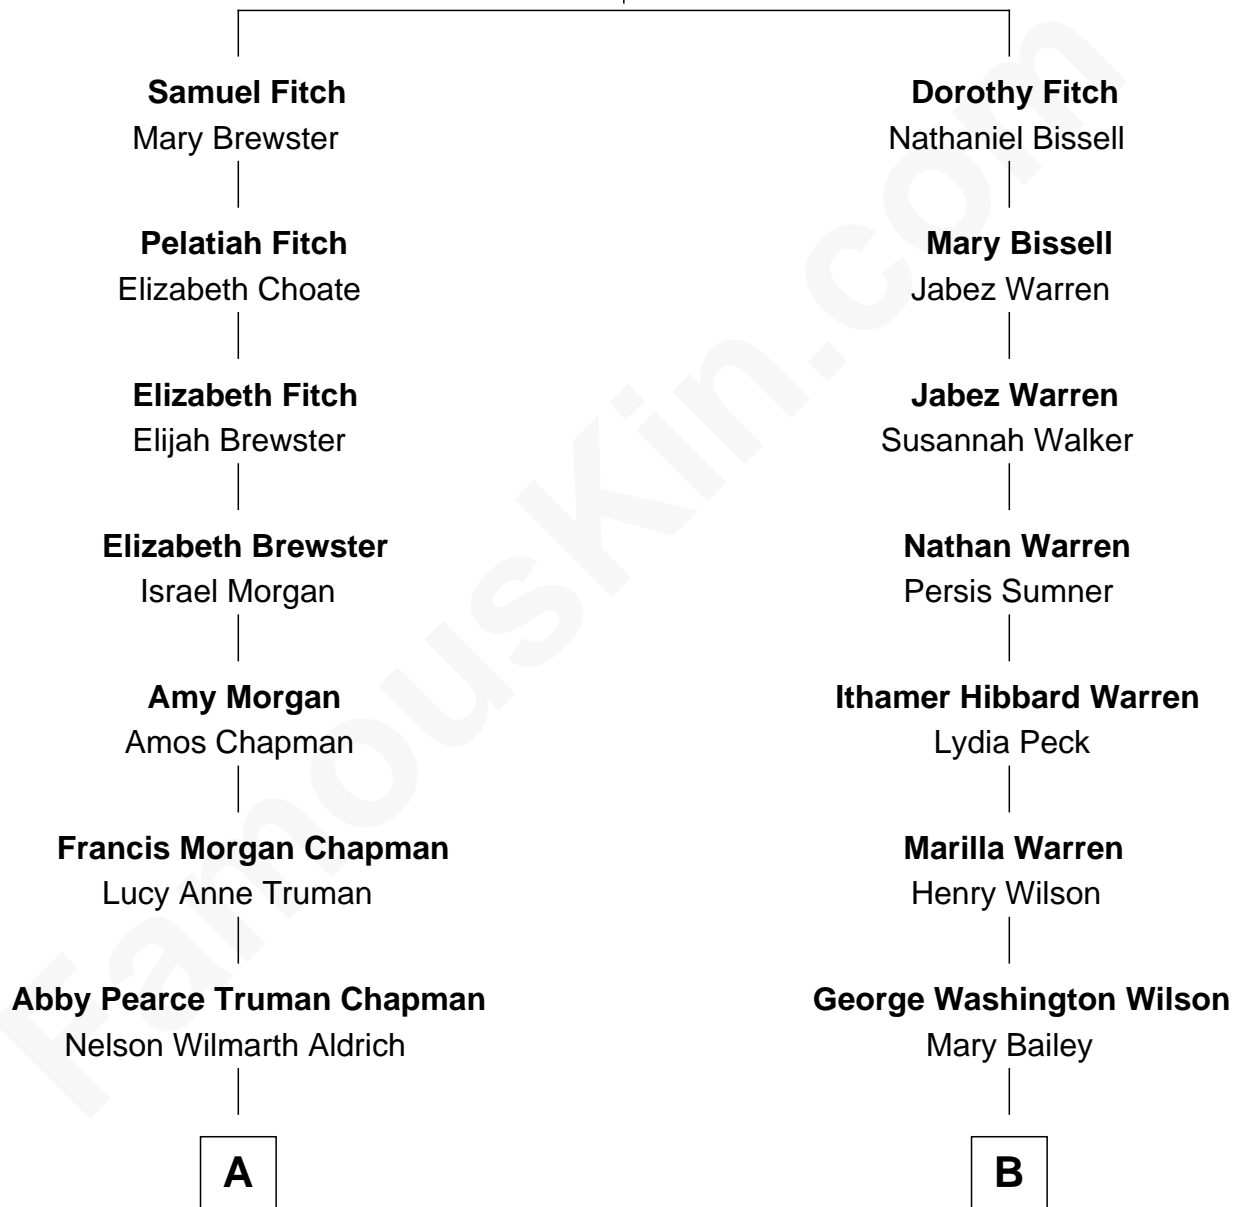 Samuel Fitch
Mary Brewster
Pelatiah Fitch
Elizabeth Choate
Elizabeth Fitch
Elijah Brewster
Elizabeth Brewster
Israel Morgan
Amy Morgan
Amos Chapman
Francis Morgan Chapman
Lucy Anne Truman
Abby Pearce Truman Chapman
Nelson Wilmarth Aldrich
A
Dorothy Fitch
Nathaniel Bissell
Mary Bissell
Jabez Warren
Jabez Warren
Susannah Walker
Nathan Warren
Persis Sumner
Ithamer Hibbard Warren
Lydia Peck
Marilla Warren
Henry Wilson
George Washington Wilson
Mary Bailey
B
FamousKin.com